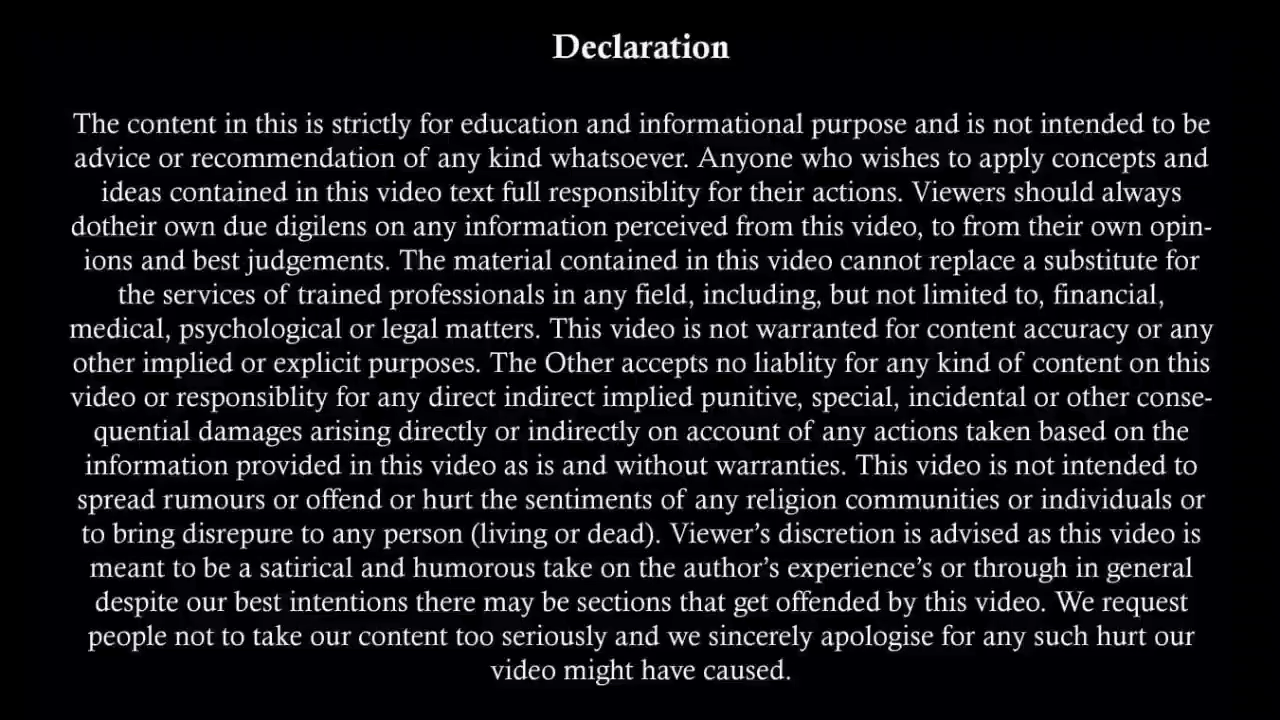 Declaration
The content in this is strictly for education and informational purpose and is not intended to be
advice or recommendation of any kind whatsoever. Anyone who wishes to apply concepts and
ideas contained in this video text full responsiblity for their actions. Viewers should always
dotheir own due digilens on any information perceived from this video, to from their own opin-
ions and best judgements. The material contained in this video cannot replace a substitute for
the services of trained professionals in any field, including, but not limited to, financial,
medical, psychological or legal matters. This video is not warranted for content accuracy or any
other implied or explicit purposes. The Other accepts no liablity for any kind of content on this
video or responsiblity for any direct indirect implied punitive, special, incidental or other conse-
quential damages arising directly or indirectly on account of any actions taken based on the
information provided in this video as is and without warranties. This video is not intended to
spread rumours or offend or hurt the sentiments of any religion communities or individuals or
to bring disrepure to any person (living or dead). Viewer's discretion is advised as this video is
meant to be a satirical and humorous take on the author's experience's or through in general
despite our best intentions there may be sections that get offended by this video. We request
people not to take our content too seriously and we sincerely apologise for any such hurt our
video might have caused.